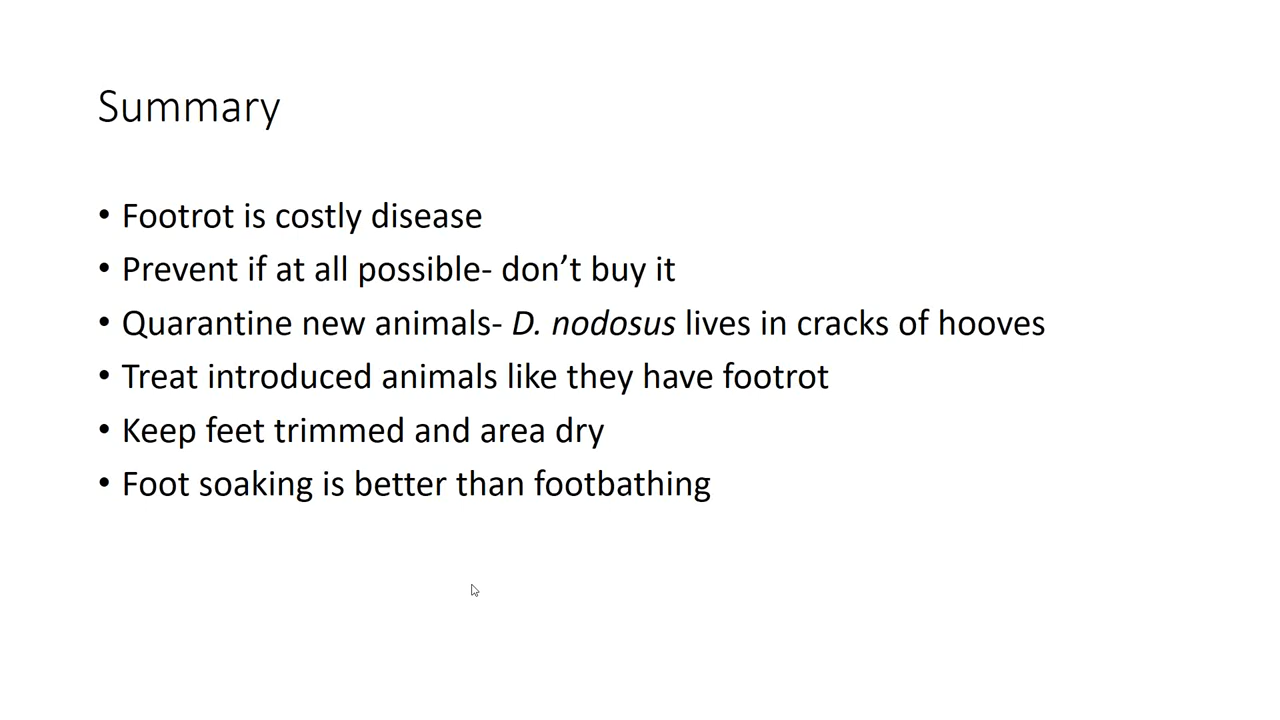 Summary
• Footrot is costly disease
• Prevent if at all possible- don’t buy it
• Quarantine new animals- D. nodosus lives in cracks of hooves
• Treat introduced animals like they have footrot
• Keep feet trimmed and area dry
• Foot soaking is better than footbathing